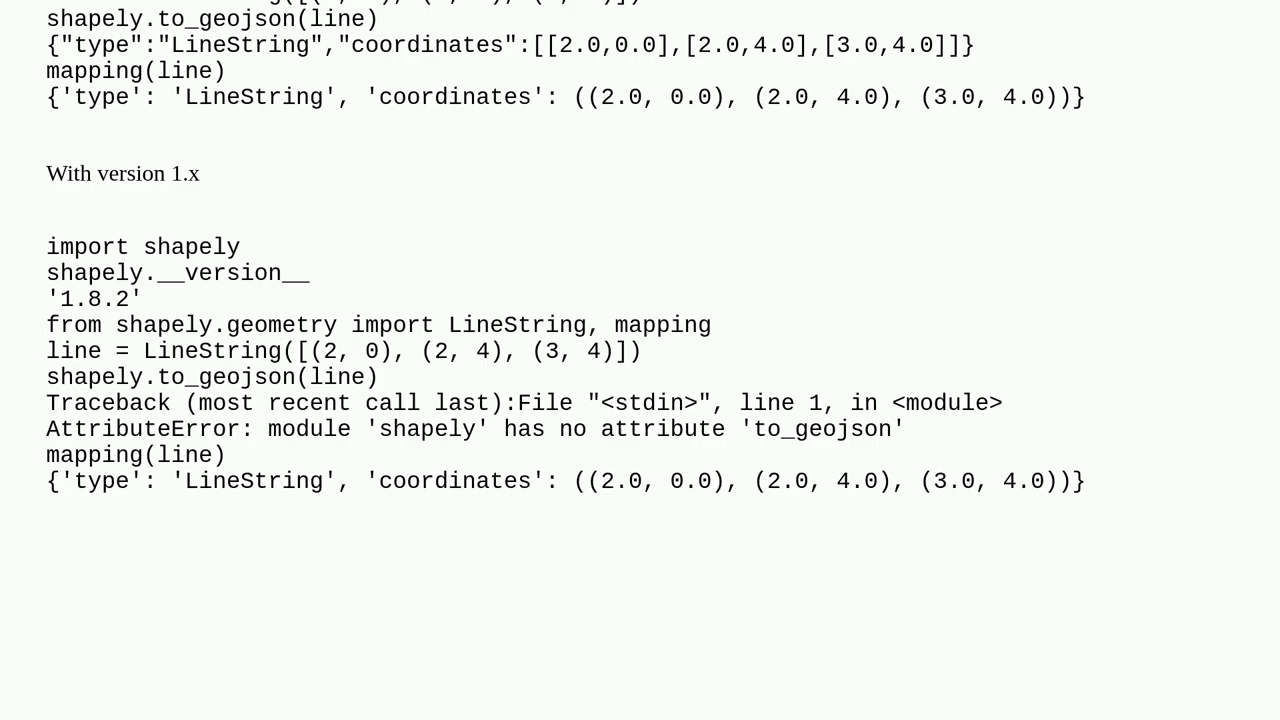 shapely.to_geojson(line)
{"type":"LineString","coordinates":[[2.0,0.0],[2.0,4.0],[3.0,4.0]]}
mapping(line)
{'type': 'LineString', 'coordinates': ((2.0, 0.0), (2.0, 4.0), (3.0, 4.0))}
With version 1.x
import shapely
shapely.__version__
'1.8.2'
from shapely.geometry import LineString, mapping
line = LineString([(2, 0), (2, 4), (3, 4)])
shapely.to_geojson(line)
Traceback (most recent call last):File "<stdin>", line 1, in <module>
AttributeError: module 'shapely' has no attribute 'to_geojson'
mapping(line)
{'type': 'LineString', 'coordinates': ((2.0, 0.0), (2.0, 4.0), (3.0, 4.0))}